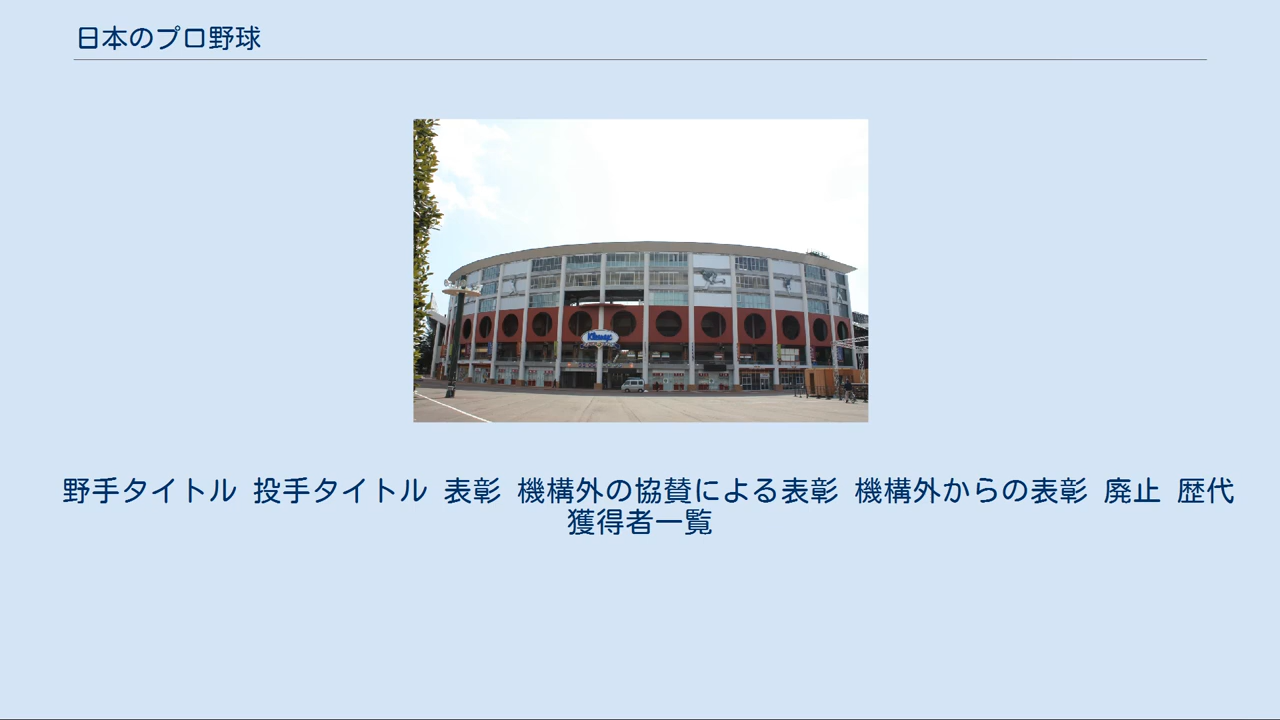 日本のプロ野球
野手タイトル 投手タイトル 表彰 機構外の協賛による表彰 機構外からの表彰 廃止 歴代
獲得者一覧